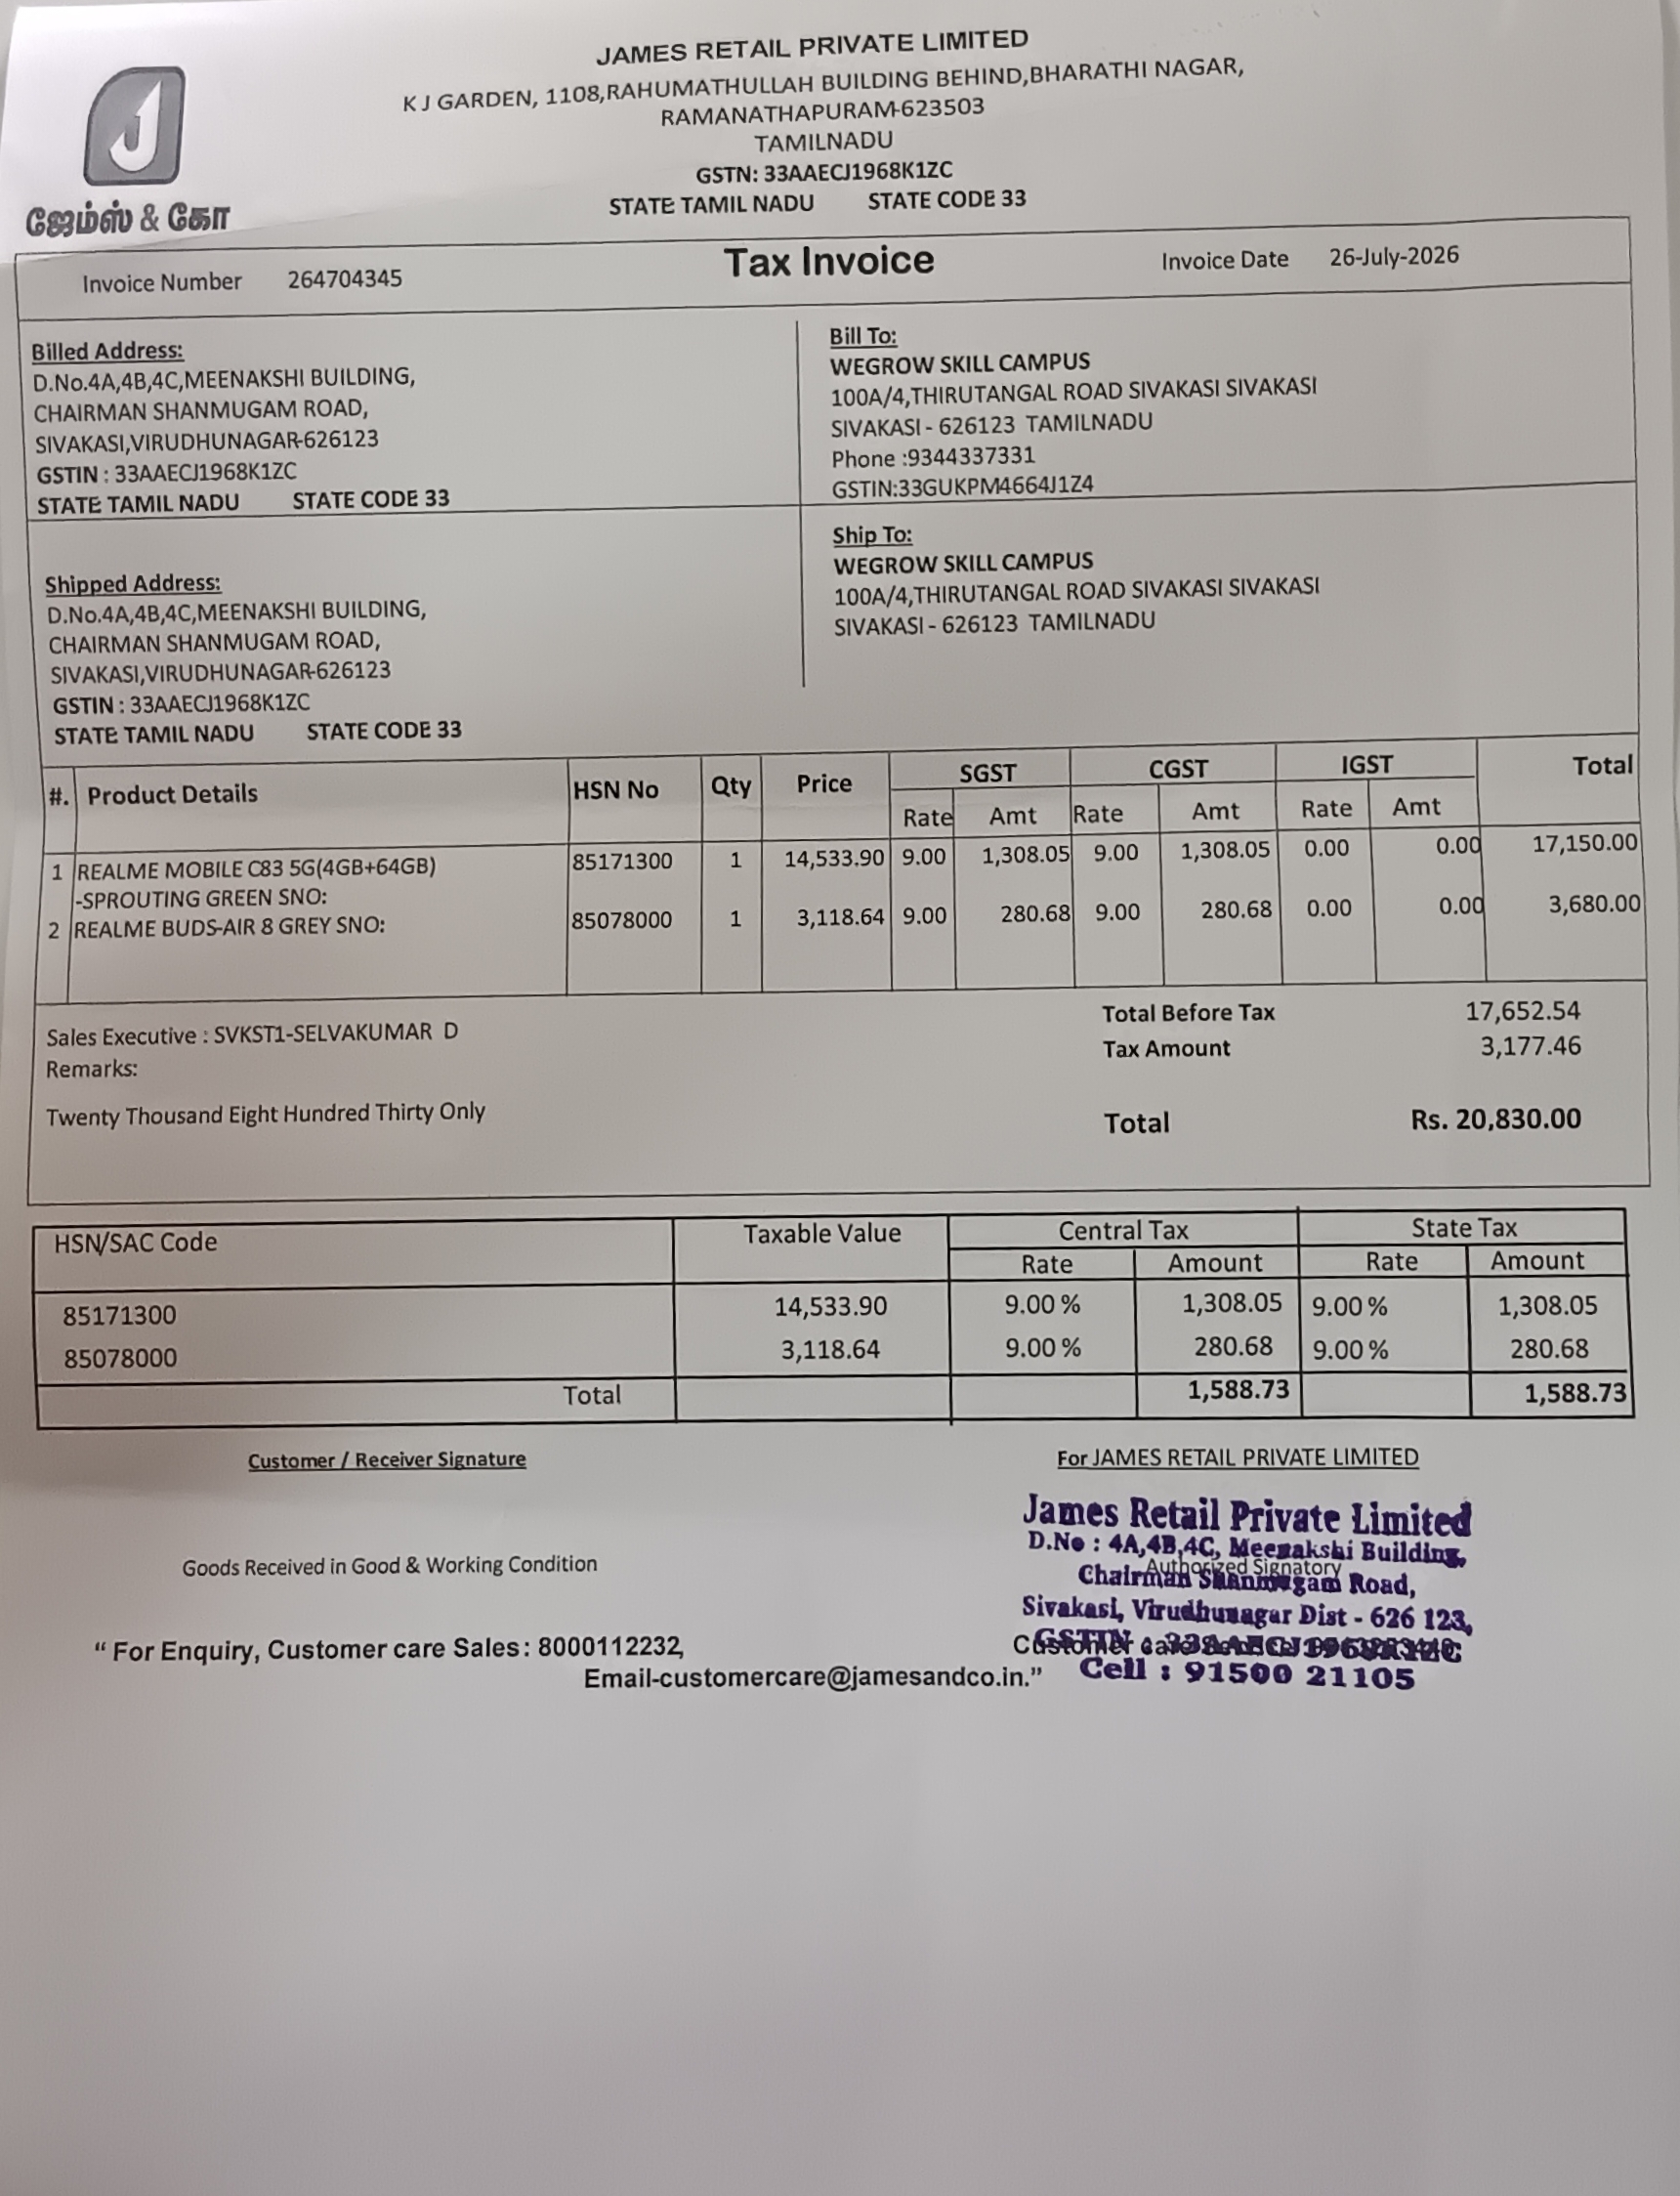 JAMES RETAIL PRIVATE LIMITED
K J GARDEN, 1108,RAHUMATHULLAH BUILDING BEHIND,BHARATHI NAGAR,
RAMANATHAPURAM-623503
TAMILNADU
GSTN: 33AAECJ1968K1ZC
STATE TAMIL NADU STATE CODE 33
ஜேம்ஸ் & கோ
Invoice Number 264704345 Tax Invoice Invoice Date 26-July-2026
Billed Address:
D.No.4A,4B,4C,MEENAKSHI BUILDING,
CHAIRMAN SHANMUGAM ROAD,
SIVAKASI,VIRUDHUNAGAR-626123
GSTIN : 33AAECJ1968K1ZC
STATE TAMIL NADU STATE CODE 33
Bill To:
WEGROW SKILL CAMPUS
100A/4,THIRUTANGAL ROAD SIVAKASI SIVAKASI
SIVAKASI - 626123 TAMILNADU
Phone :9344337331
GSTIN:33GUKPM4664J1Z4
Shipped Address:
D.No.4A,4B,4C,MEENAKSHI BUILDING,
CHAIRMAN SHANMUGAM ROAD,
SIVAKASI,VIRUDHUNAGAR-626123
GSTIN : 33AAECJ1968K1ZC
STATE TAMIL NADU STATE CODE 33
Ship To:
WEGROW SKILL CAMPUS
100A/4,THIRUTANGAL ROAD SIVAKASI SIVAKASI
SIVAKASI - 626123 TAMILNADU
#. Product Details HSN No Qty Price SGST CGST IGST Total
Rate Amt Rate Amt Rate Amt
1 REALME MOBILE C83 5G(4GB+64GB) 85171300 1 14,533.90 9.00 1,308.05 9.00 1,308.05 0.00 0.00 17,150.00
-SPROUTING GREEN SNO:
2 REALME BUDS-AIR 8 GREY SNO: 85078000 1 3,118.64 9.00 280.68 9.00 280.68 0.00 0.00 3,680.00
Sales Executive : SVKST1-SELVAKUMAR D
Remarks:
Twenty Thousand Eight Hundred Thirty Only
Total Before Tax 17,652.54
Tax Amount 3,177.46
Total Rs. 20,830.00
HSN/SAC Code Taxable Value Central Tax State Tax
Rate Amount Rate Amount
85171300 14,533.90 9.00 % 1,308.05 9.00 % 1,308.05
85078000 3,118.64 9.00 % 280.68 9.00 % 280.68
Total 1,588.73 1,588.73
Customer / Receiver Signature
For JAMES RETAIL PRIVATE LIMITED
James Retail Private Limited
D.No : 4A,4B,4C, Meenakshi Building,
Authorized Signatory
Chairman Shanmugam Road,
Sivakasi, Virudhunagar Dist - 626 123,
GSTIN : 33AAECJ1968K1ZC
Cell : 91500 21105
Goods Received in Good & Working Condition
“ For Enquiry, Customer care Sales: 8000112232, Customer care
Email-customercare@jamesandco.in.”